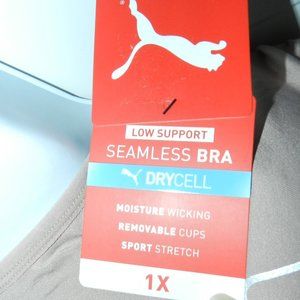 LOW SUPPORT
SEAMLESS BRA
DRYCELL
MOISTURE WICKING
REMOVABLE CUPS
SPORT STRETCH
1X